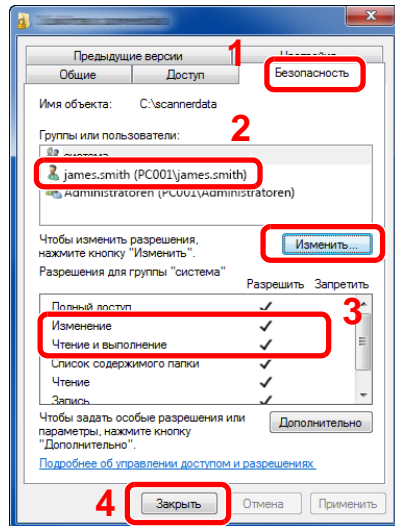 1
Предыдущие версии
Настройка
Общие
Доступ
Безопасность
Имя объекта: C:\scannerdata
2
Группы или пользователи:
система
james.smith (PC001\james.smith)
Administratoren (PC001\Administratoren)
Чтобы изменить разрешения,
нажмите кнопку "Изменить".
Изменить...
Разрешения для группы "система"
Разрешить Запретить
3
Полный доступ
Изменение
Чтение и выполнение
Список содержимого папки
Чтение
Запись
Чтобы задать особые разрешения или
параметры, нажмите кнопку
"Дополнительно".
Дополнительно
Подробнее об управлении доступом и разрешениях
4
Закрыть
Отмена
Применить